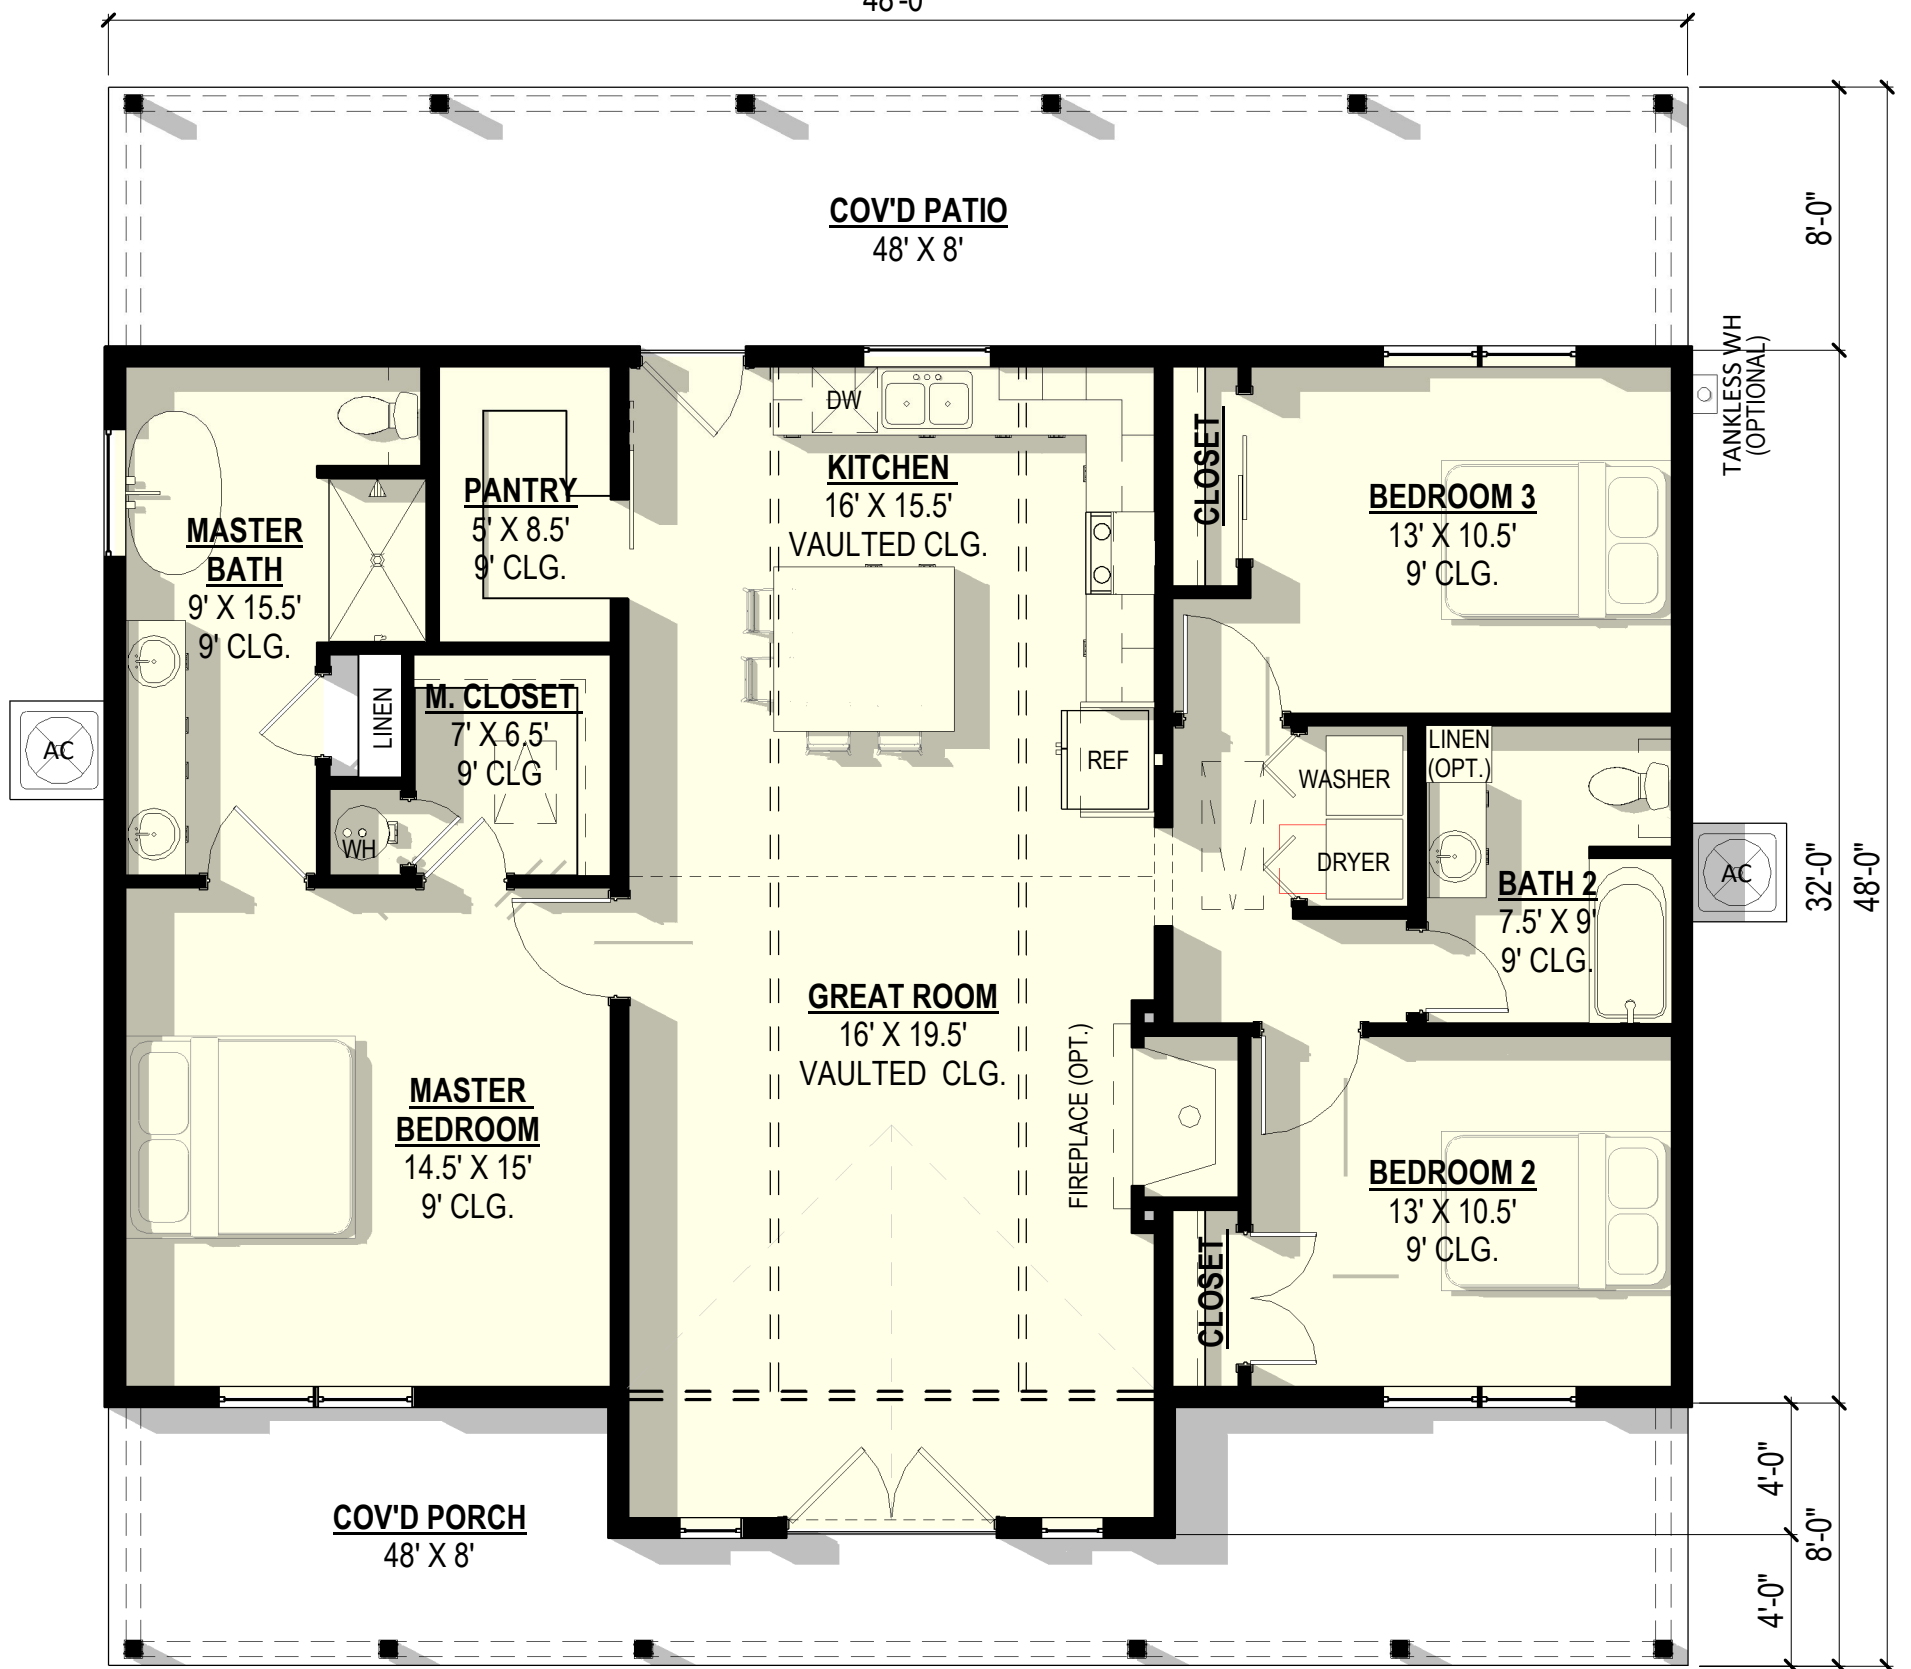 48'-0"
COV'D PATIO
48' X 8'
8'-0"
TANKLESS WH
(OPTIONAL)
DW
KITCHEN
16' X 15.5'
VAULTED CLG.
PANTRY
5' X 8.5'
9' CLG.
MASTER
BATH
9' X 15.5'
9' CLG.
CLOSET
BEDROOM 3
13' X 10.5'
9' CLG.
LINEN
M. CLOSET
7' X 6.5'
9' CLG
AC
WH
REF
WASHER
DRYER
LINEN
(OPT.)
BATH 2
7.5' X 9'
9' CLG.
AC
32'-0"
48'-0"
GREAT ROOM
16' X 19.5'
VAULTED CLG.
FIREPLACE (OPT.)
MASTER
BEDROOM
14.5' X 15'
9' CLG.
BEDROOM 2
13' X 10.5'
9' CLG.
CLOSET
COV'D PORCH
48' X 8'
4'-0"
8'-0"
4'-0"